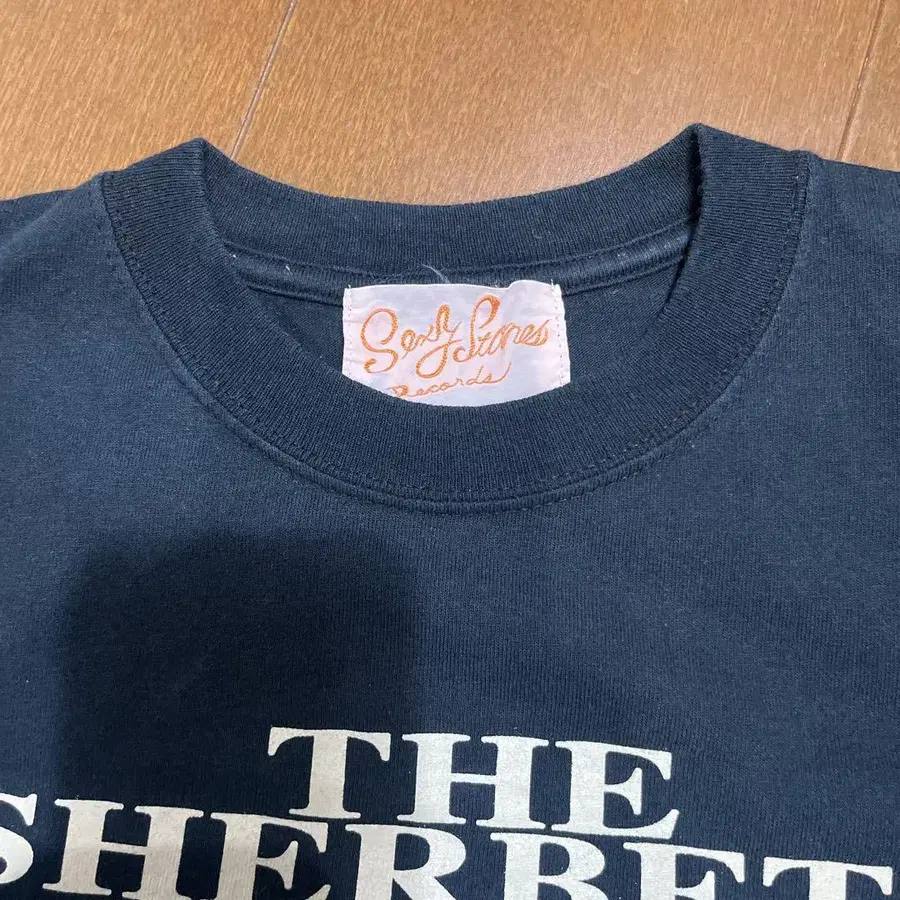 Sexy Stones
Records
THE
SHERBET